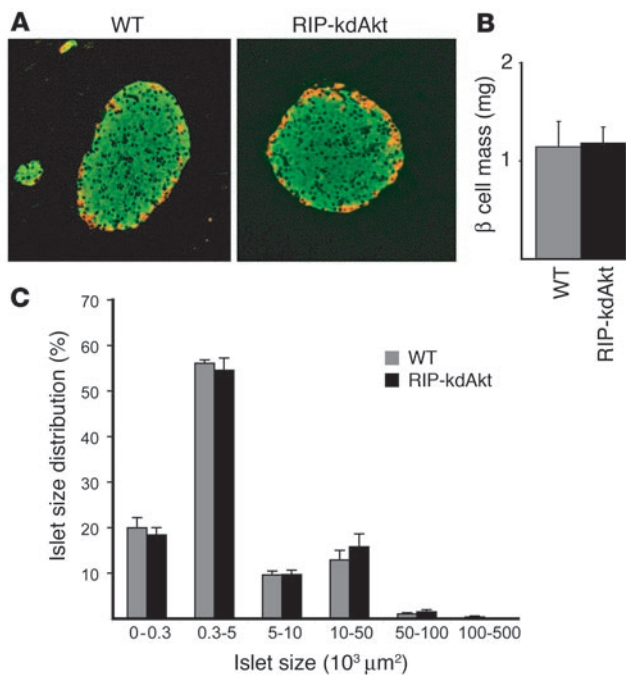 A
WT
RIP-kdAkt
B
2
1
β cell mass (mg)
WT
RIP-kdAkt
C
70
60
50
40
30
20
10
Islet size distribution (%)
WT
RIP-kdAkt
0-0.3 0.3-5 5-10 10-50 50-100 100-500
Islet size (10³ μm²)